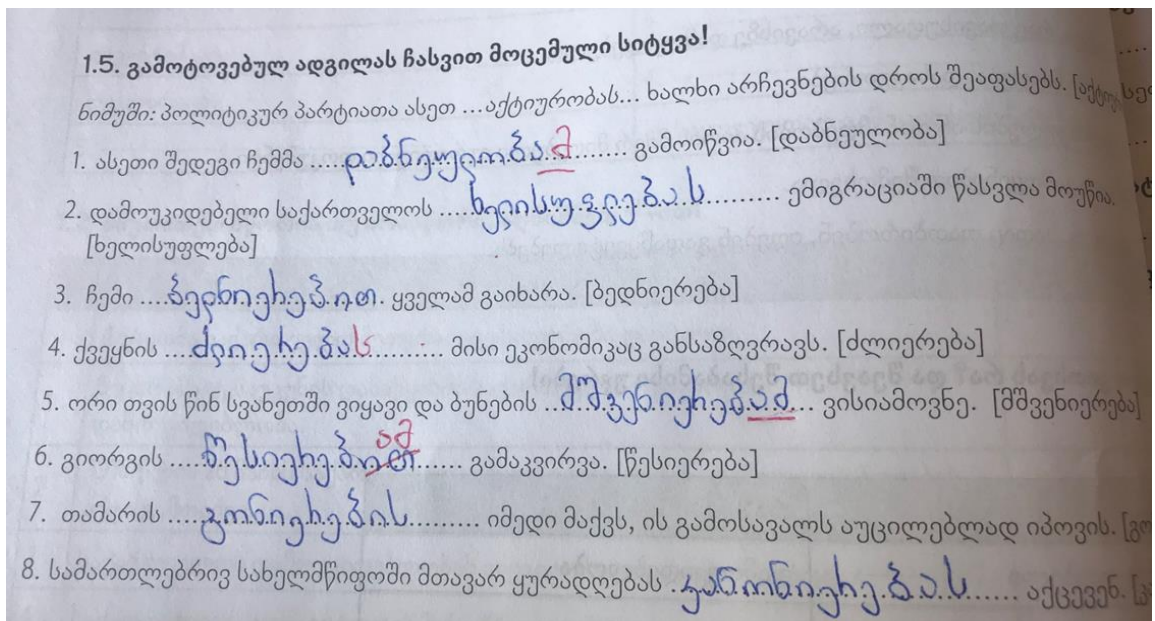 1.5. გამოტოვებულ ადგილას ჩასვით მოცემული სიტყვა!
ნიმუში: პოლიტიკურ პარტიათა ასეთ ...აქტიურობას... ხალხი არჩევნების დროს შეაფასებს.
1. ასეთი შედეგი ჩემმა ......დაბნეულობამ........ გამოიწვია. [დაბნეულობა]
2. დამოუკიდებელი საქართველოს ....ხელისუფლებას......... ემიგრაციაში წასვლა მოუწია.
[ხელისუფლება]
3. ჩემი ....ბედნიერებით. ყველამ გაიხარა. [ბედნიერება]
4. ქვეყნის ...ძლიერებას......... მისი ეკონომიკაც განსაზღვრავს. [ძლიერება]
5. ორი თვის წინ სვანეთში ვიყავი და ბუნების ..მშვენიერებამ... ვისიამოვნე. [მშვენიერება]
6. გიორგის ....წესიერებამ...... გამაკვირვა. [წესიერება]
7. თამარის ....გონიერების......... იმედი მაქვს, ის გამოსავალს აუცილებლად იპოვის.
8. სამართლებრივ სახელმწიფოში მთავარ ყურადღებას ..კანონიერებას...... აქცევენ.